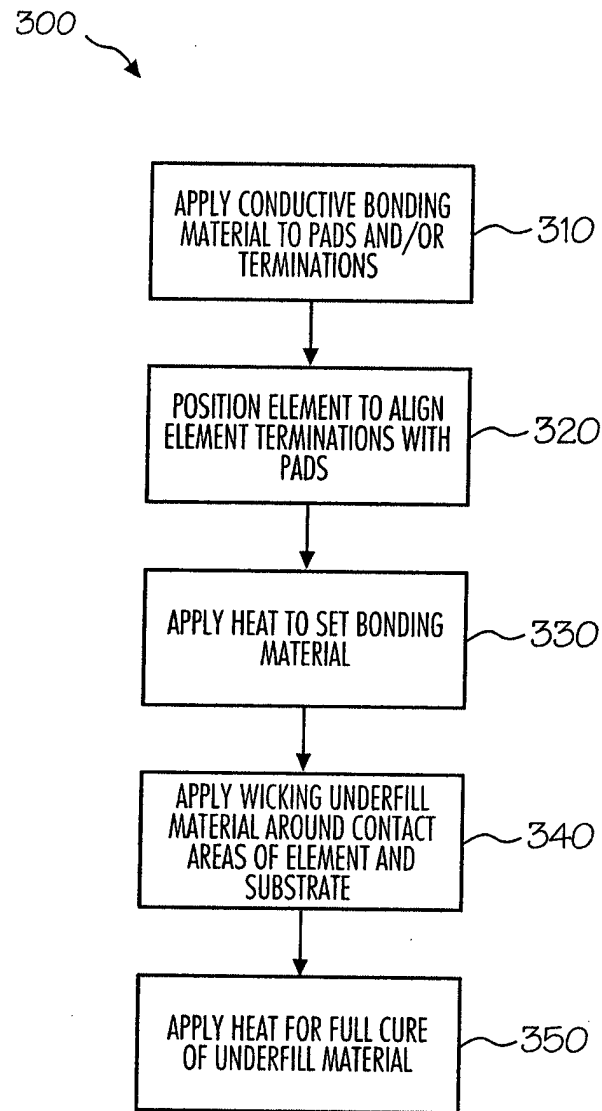 300
APPLY CONDUCTIVE BONDING
MATERIAL TO PADS AND/OR
TERMINATIONS
310
POSITION ELEMENT TO ALIGN
ELEMENT TERMINATIONS WITH
PADS
320
APPLY HEAT TO SET BONDING
MATERIAL
330
APPLY WICKING UNDERFILL
MATERIAL AROUND CONTACT
AREAS OF ELEMENT AND
SUBSTRATE
340
APPLY HEAT FOR FULL CURE
OF UNDERFILL MATERIAL
350